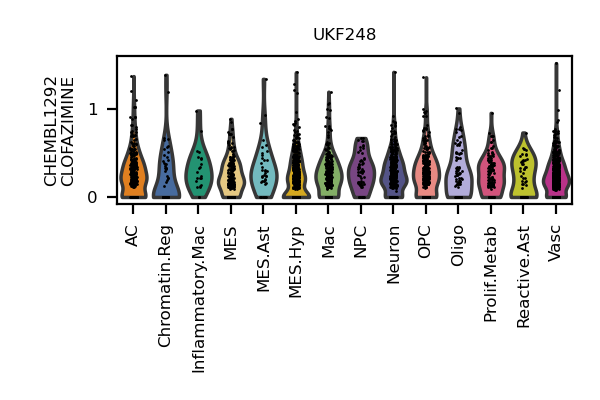 UKF248
CHEMBL1292
CLOFAZIMINE
1
0
AC
Chromatin.Reg
Inflammatory.Mac
MES
MES.Ast
MES.Hyp
Mac
NPC
Neuron
OPC
Oligo
Prolif.Metab
Reactive.Ast
Vasc